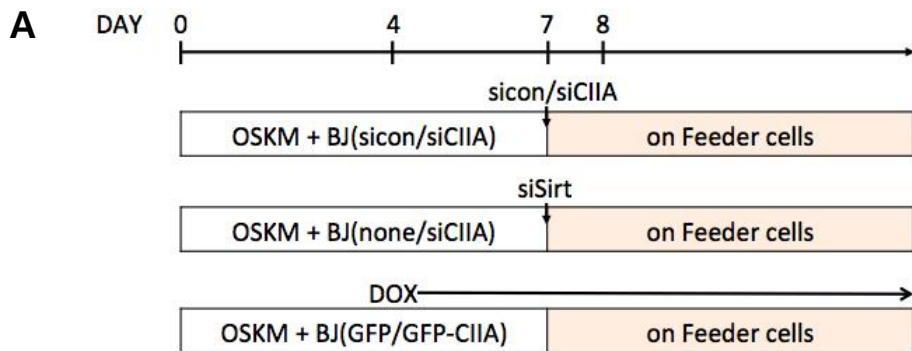 A DAY 0 4 7 8
sicon/siCIIA
OSKM + BJ(sicon/siCIIA) on Feeder cells
siSirt
OSKM + BJ(none/siCIIA) on Feeder cells
DOX
OSKM + BJ(GFP/GFP-CIIA) on Feeder cells